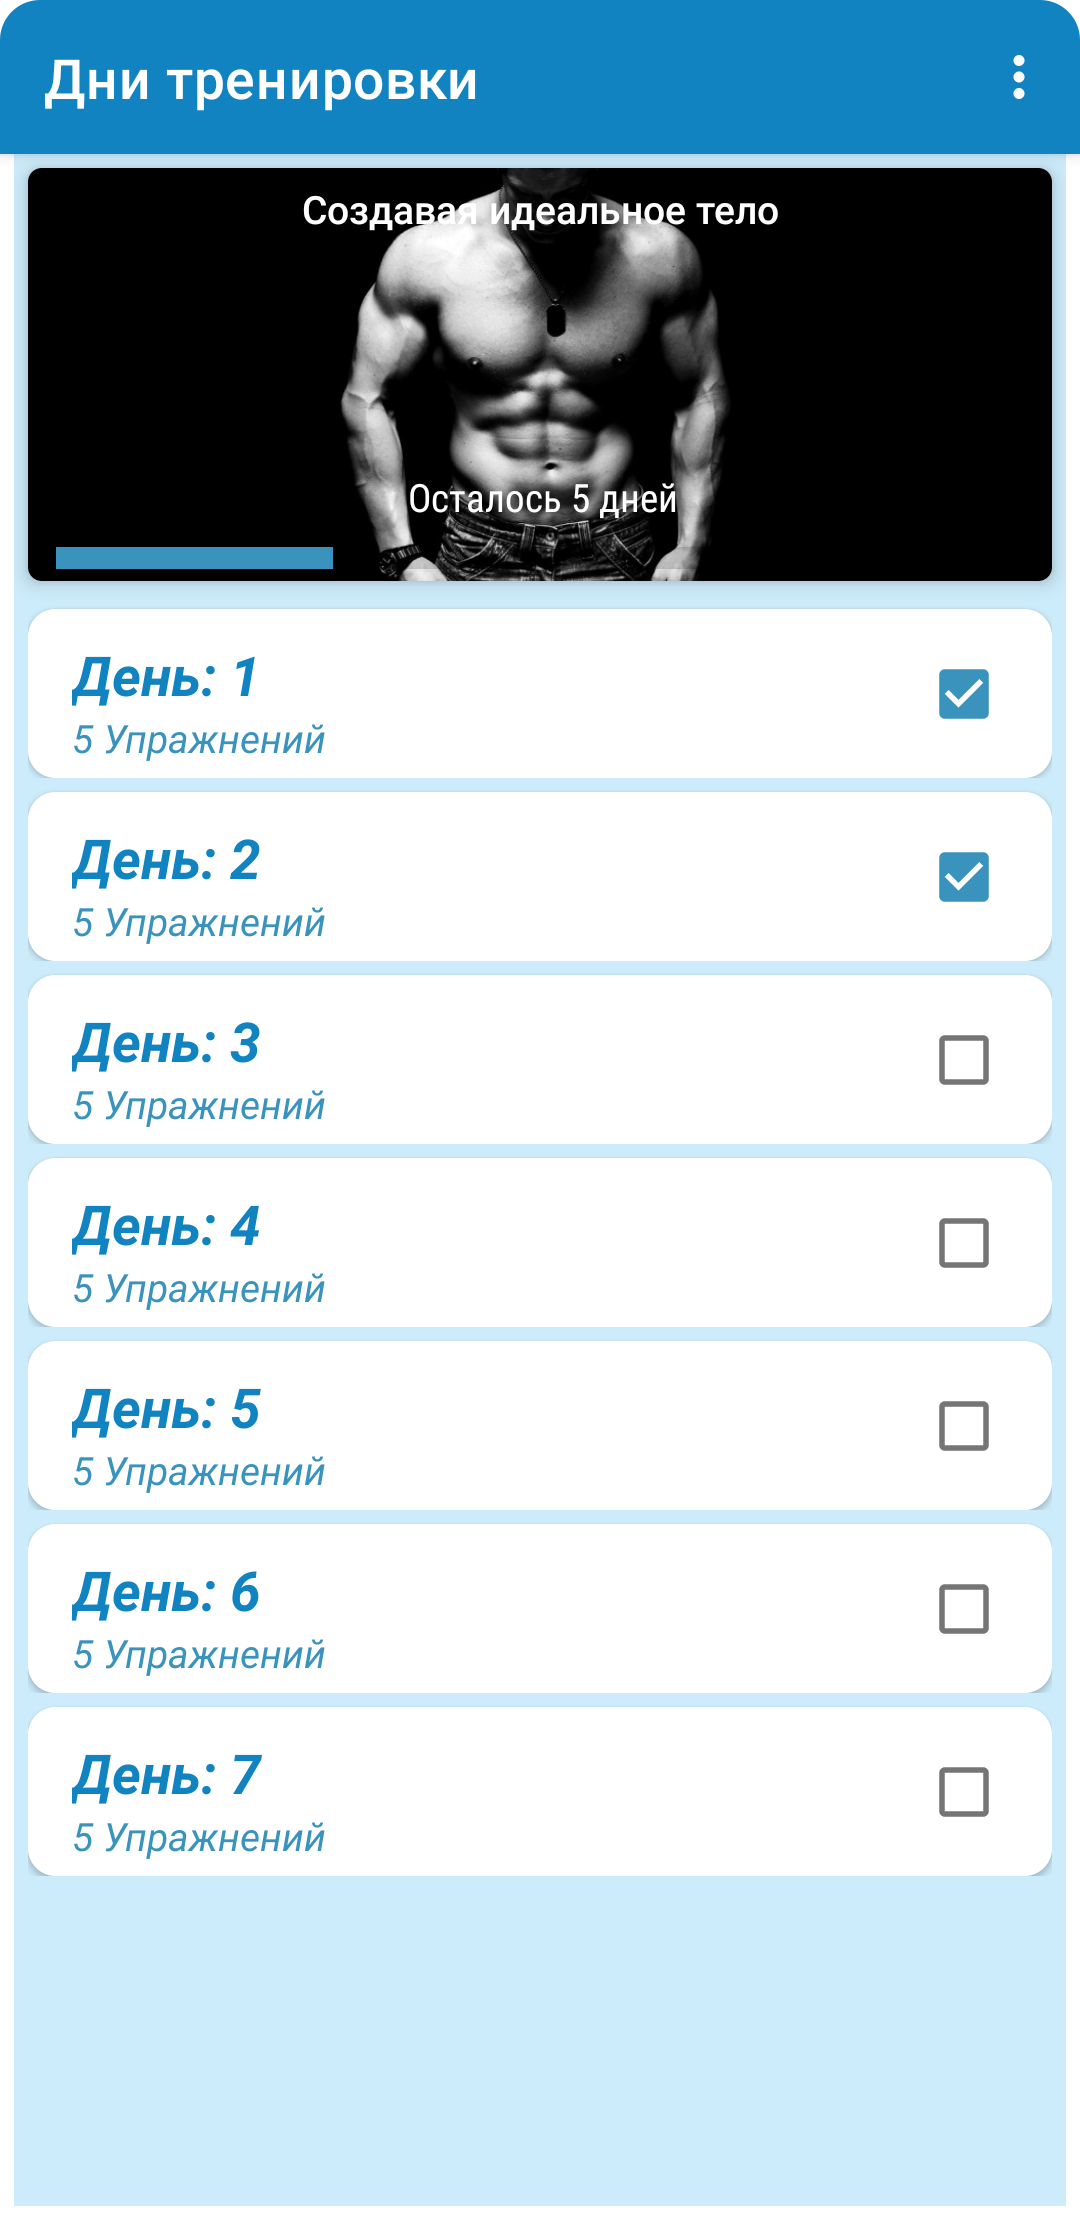 Дни тренировки
Создавая идеальное тело
Осталось 5 дней
День: 1
5 Упражнений
День: 2
5 Упражнений
День: 3
5 Упражнений
День: 4
5 Упражнений
День: 5
5 Упражнений
День: 6
5 Упражнений
День: 7
5 Упражнений